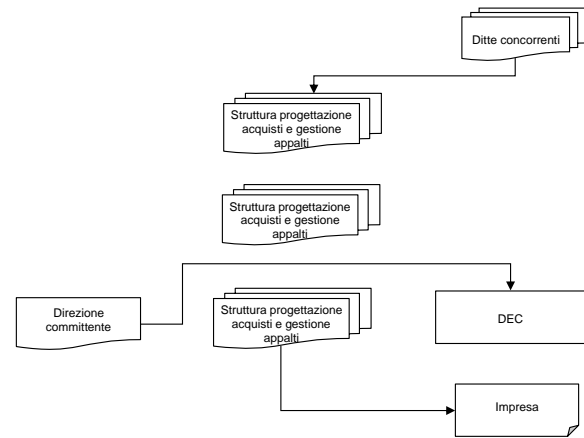 Ditte concorrenti
Struttura progettazione
acquisti e gestione
appalti
Struttura progettazione
acquisti e gestione
appalti
Direzione
committente
Struttura progettazione
acquisti e gestione
appalti
DEC
Impresa